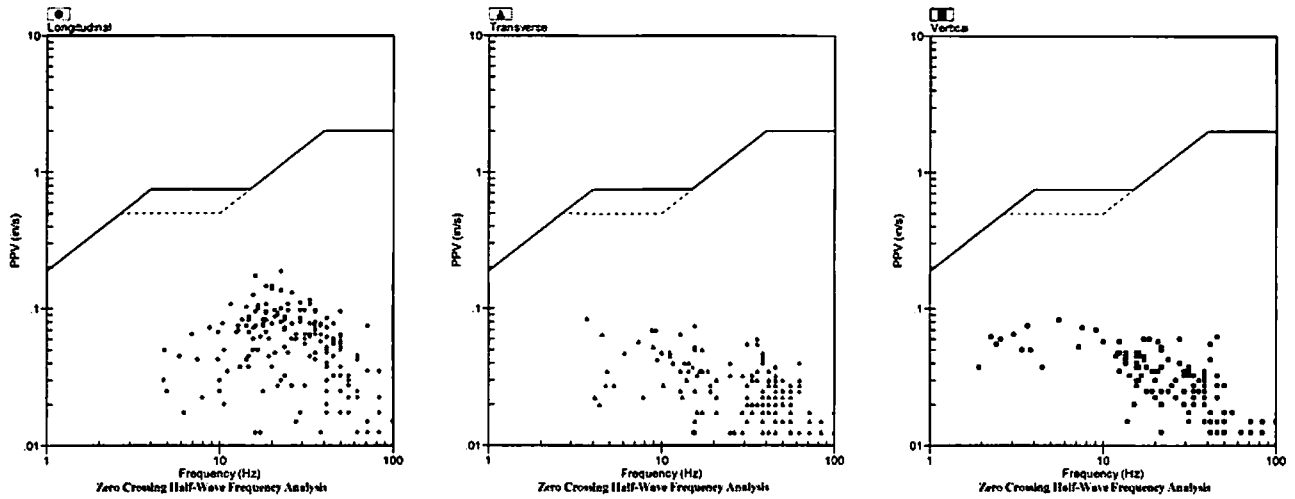 Longitudinal
10
1
.1
.01
PPV (in/s)
1
10
100
Frequency (Hz)
Zero Crossing Half-Wave Frequency Analysis
Transverse
10
1
.1
.01
PPV (in/s)
1
10
100
Frequency (Hz)
Zero Crossing Half-Wave Frequency Analysis
Vertical
10
1
.1
.01
PPV (in/s)
1
10
100
Frequency (Hz)
Zero Crossing Half-Wave Frequency Analysis